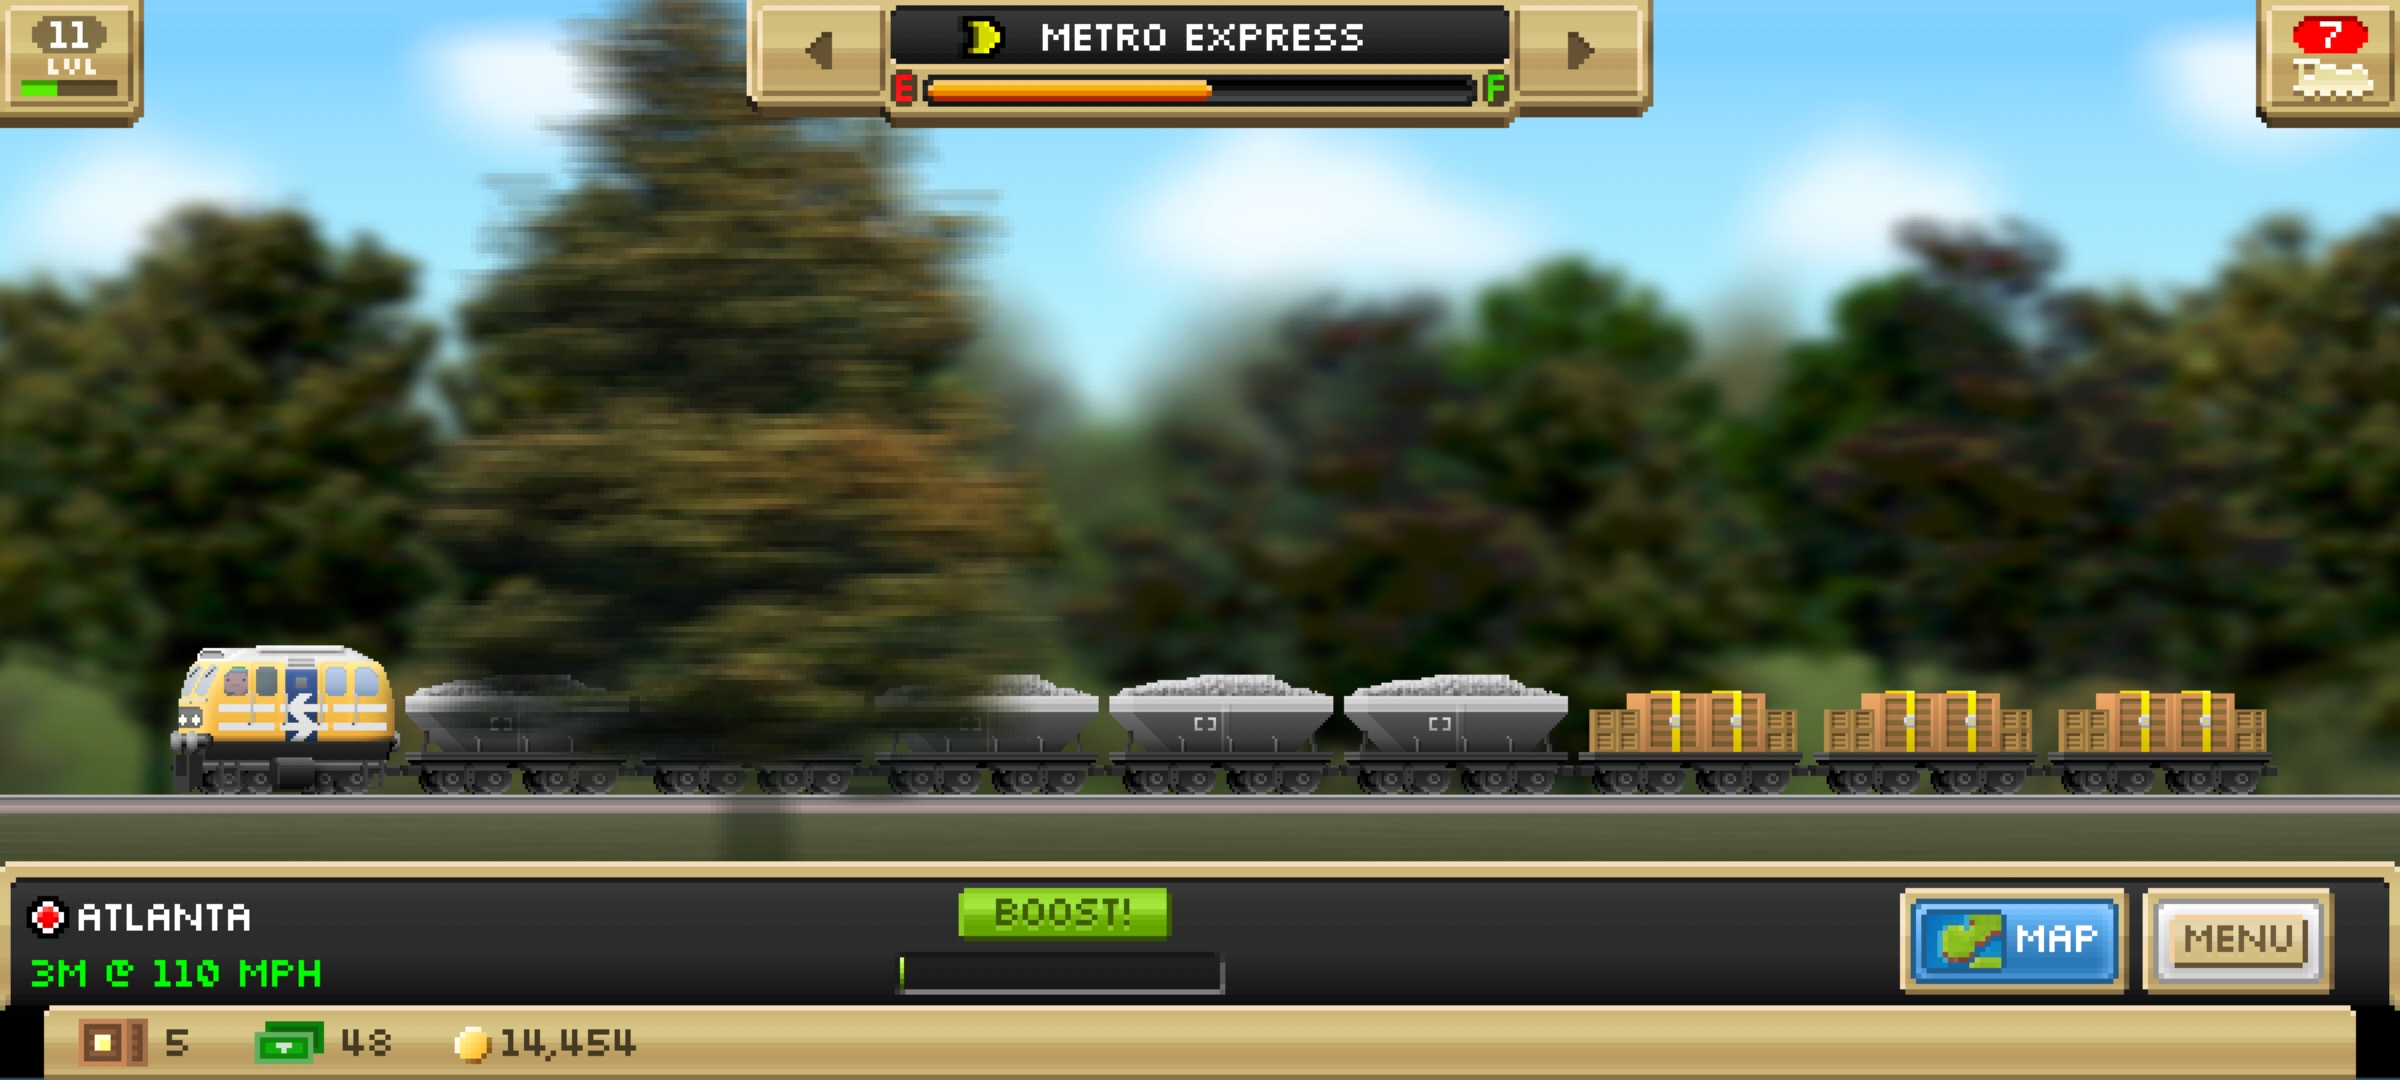 11
LVL
METRO EXPRESS
E F
7
ATLANTA
3M @ 110 MPH
BOOST!
MAP
MENU
5
48
14,454